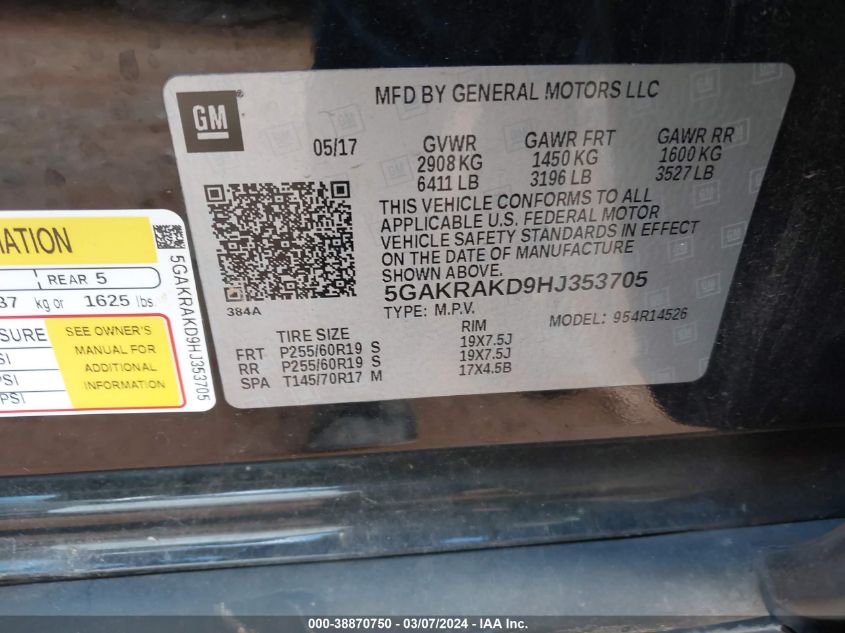 GM
MFD BY GENERAL MOTORS LLC
05/17
GVWR GAWR FRT GAWR RR
2908 KG 1450 KG 1600 KG
6411 LB 3196 LB 3527 LB
THIS VEHICLE CONFORMS TO ALL
APPLICABLE U.S. FEDERAL MOTOR
VEHICLE SAFETY STANDARDS IN EFFECT
ON THE DATE OF MANUFACTURE
SHOWN ABOVE.
5GAKRAKD9HJ353705
TYPE: M.P.V. MODEL: 954R14526
384A
TIRE SIZE RIM
FRT P255/60R19 S 19X7.5J
RR P255/60R19 S 19X7.5J
SPA T145/70R17 M 17X4.5B
MATION
REAR 5
37 kg or 1625 lbs.
SURE
SEE OWNER'S
MANUAL FOR
ADDITIONAL
INFORMATION
SI
PSI
PSI
5GAKRAKD9HJ353705
000-38870750 - 03/07/2024 - IAA Inc.